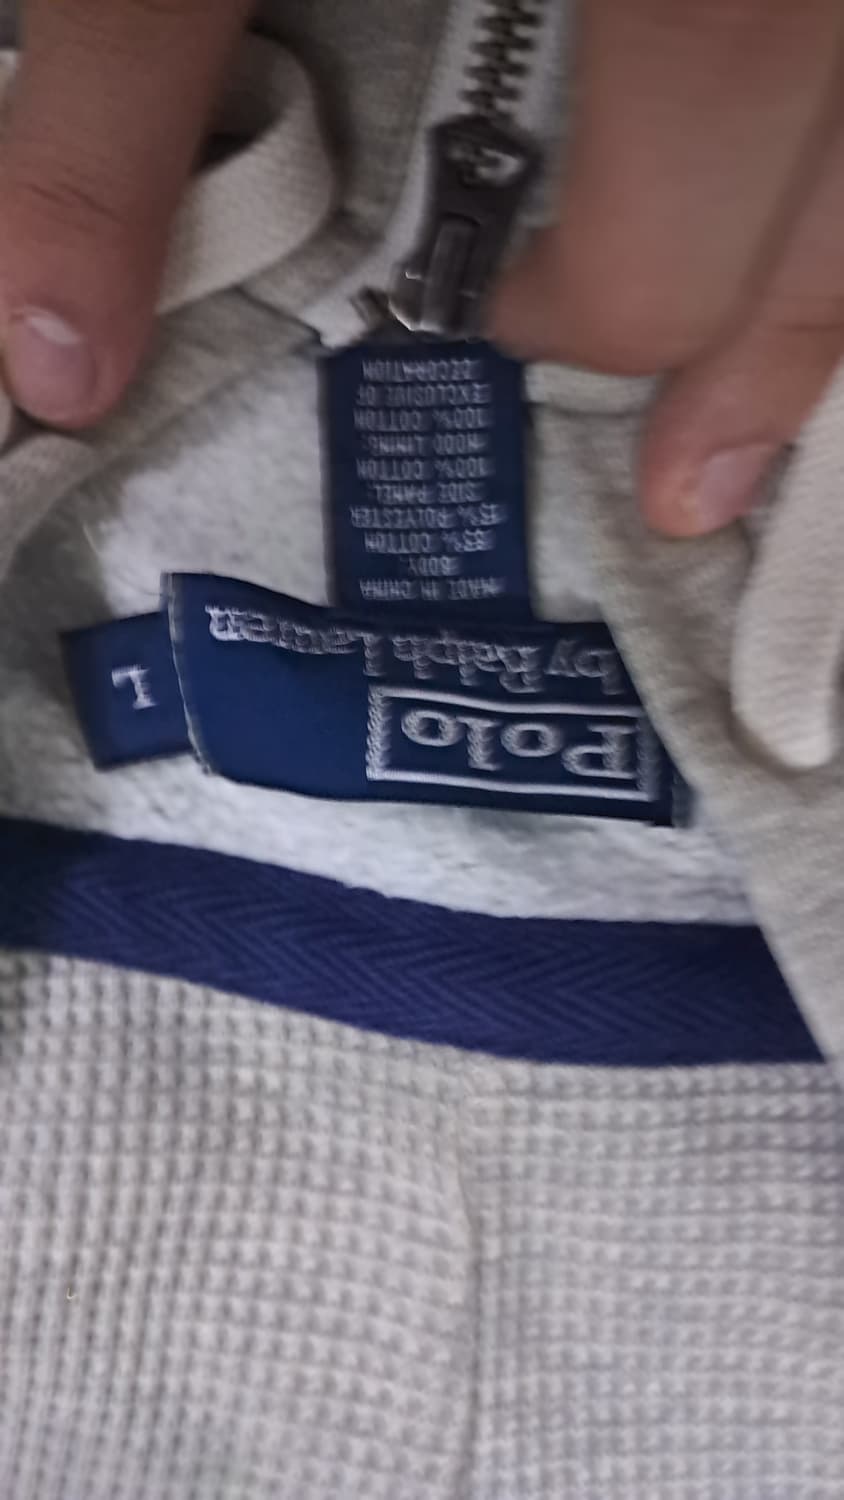 Polo
by Ralph Lauren
L
MADE IN CHINA
BODY:
85% COTTON
15% POLYESTER
SIDE PANEL:
100% COTTON
HOOD LINING:
100% COTTON
EXCLUSIVE OF
DECORATION